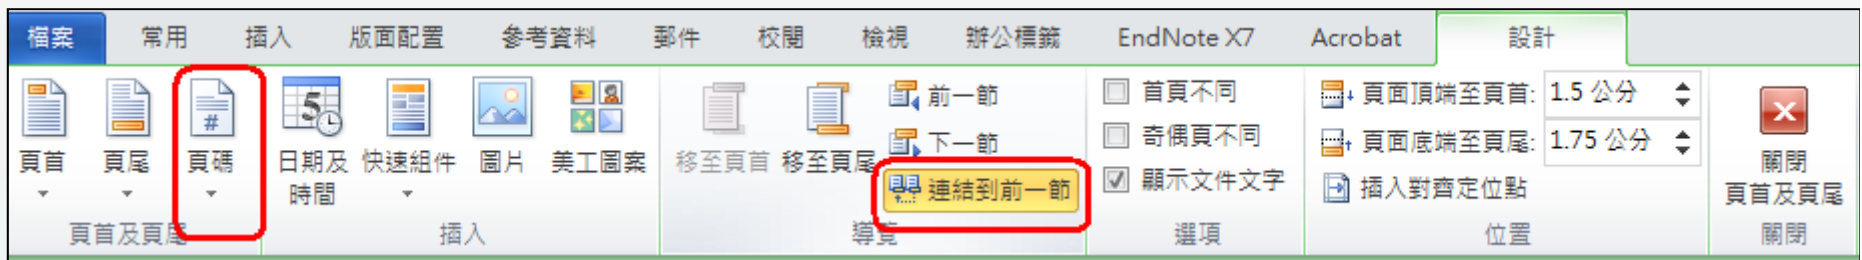 檔案 常用 插入 版面配置 參考資料 郵件 校閱 檢視 辦公標籤 EndNote X7 Acrobat 設計
頁首 頁尾 頁碼
#
頁首及頁尾
5
日期及
時間
快速組件 圖片 美工圖案
插入
移至頁首 移至頁尾
前一節
下一節
連結到前一節
導覽
首頁不同
奇偶頁不同
顯示文件文字
選項
頁面頂端至頁首: 1.5 公分
頁面底端至頁尾: 1.75 公分
插入對齊定位點
位置
關閉
頁首及頁尾
關閉